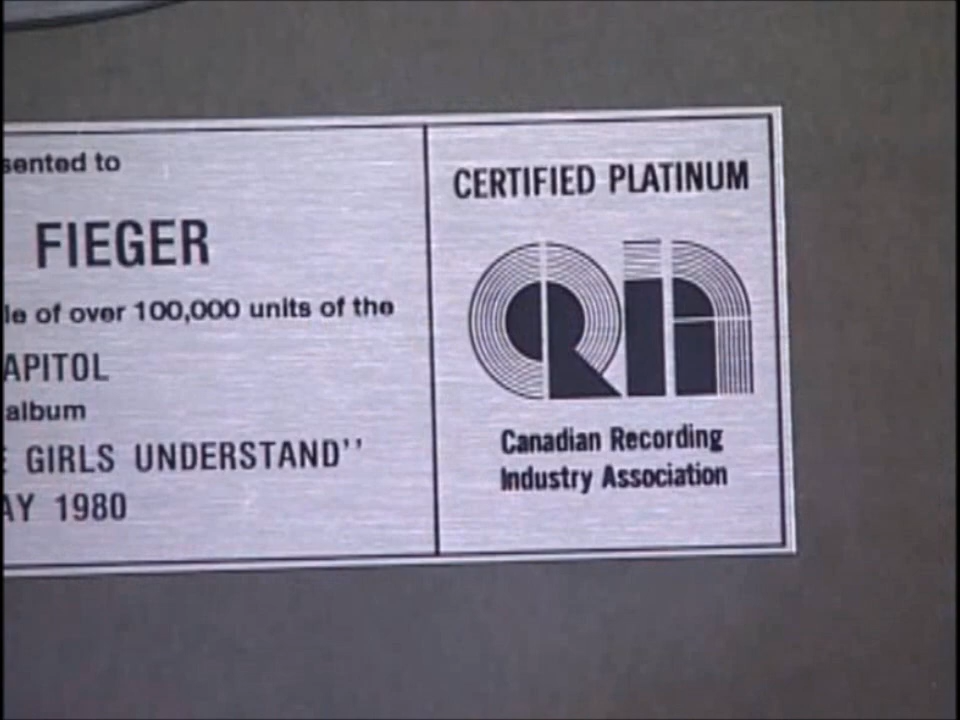 sented to
FIEGER
le of over 100,000 units of the
APITOL
album
GIRLS UNDERSTAND’’
AY 1980
CERTIFIED PLATINUM
Canadian Recording
Industry Association